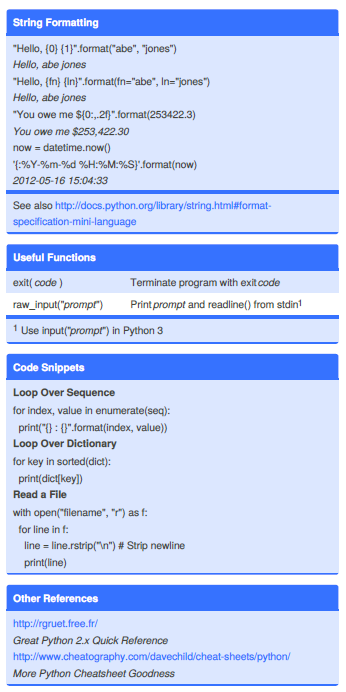 String Formatting
"Hello, {0} {1}".format("abe", "jones")
Hello, abe jones
"Hello, {fn} {ln}".format(fn="abe", ln="jones")
Hello, abe jones
"You owe me ${0:,.2f}".format(253422.3)
You owe me $253,422.30
now = datetime.now()
'{:%Y-%m-%d %H:%M:%S}'.format(now)
2012-05-16 15:04:33
See also http://docs.python.org/library/string.html#format-
specification-mini-language
Useful Functions
exit( code ) Terminate program with exit code
raw_input("prompt") Print prompt and readline() from stdin¹
¹ Use input("prompt") in Python 3
Code Snippets
Loop Over Sequence
for index, value in enumerate(seq):
  print("{} : {}".format(index, value))
Loop Over Dictionary
for key in sorted(dict):
  print(dict[key])
Read a File
with open("filename", "r") as f:
  for line in f:
    line = line.rstrip("\n") # Strip newline
    print(line)
Other References
http://rgruet.free.fr/
Great Python 2.x Quick Reference
http://www.cheatography.com/davechild/cheat-sheets/python/
More Python Cheatsheet Goodness